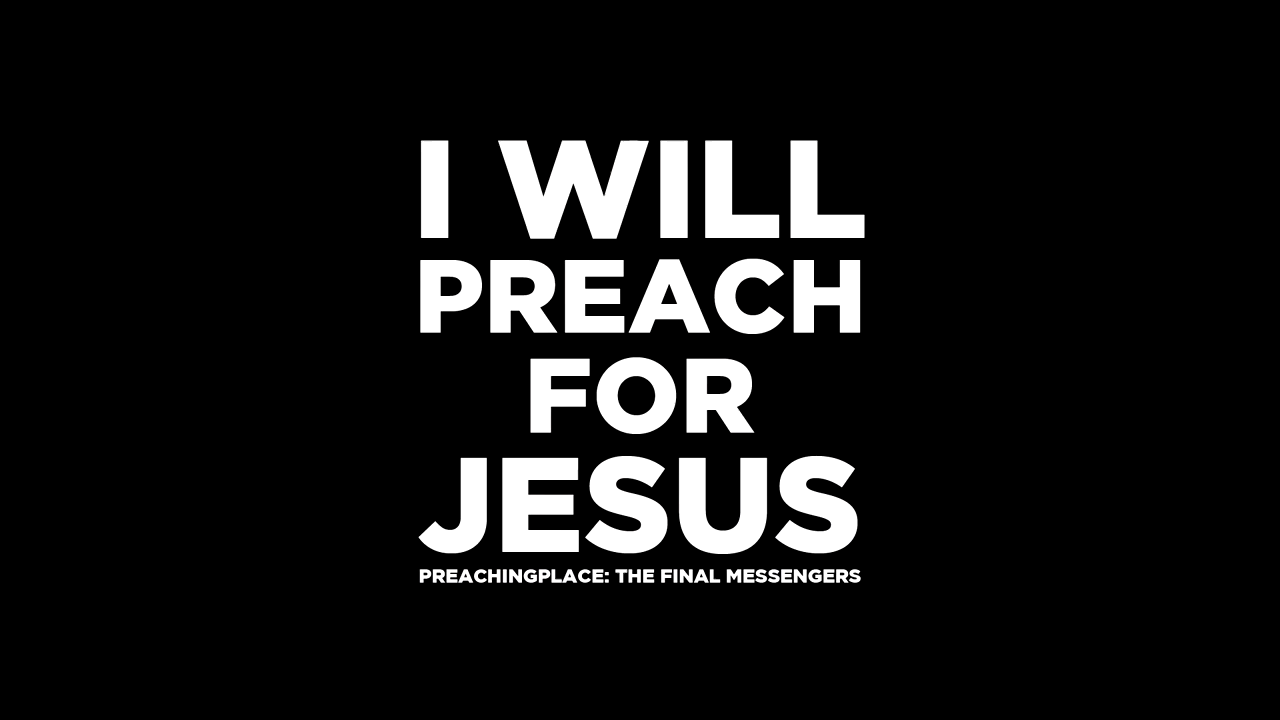 I WILL
PREACH
FOR
JESUS
PREACHINGPLACE: THE FINAL MESSENGERS